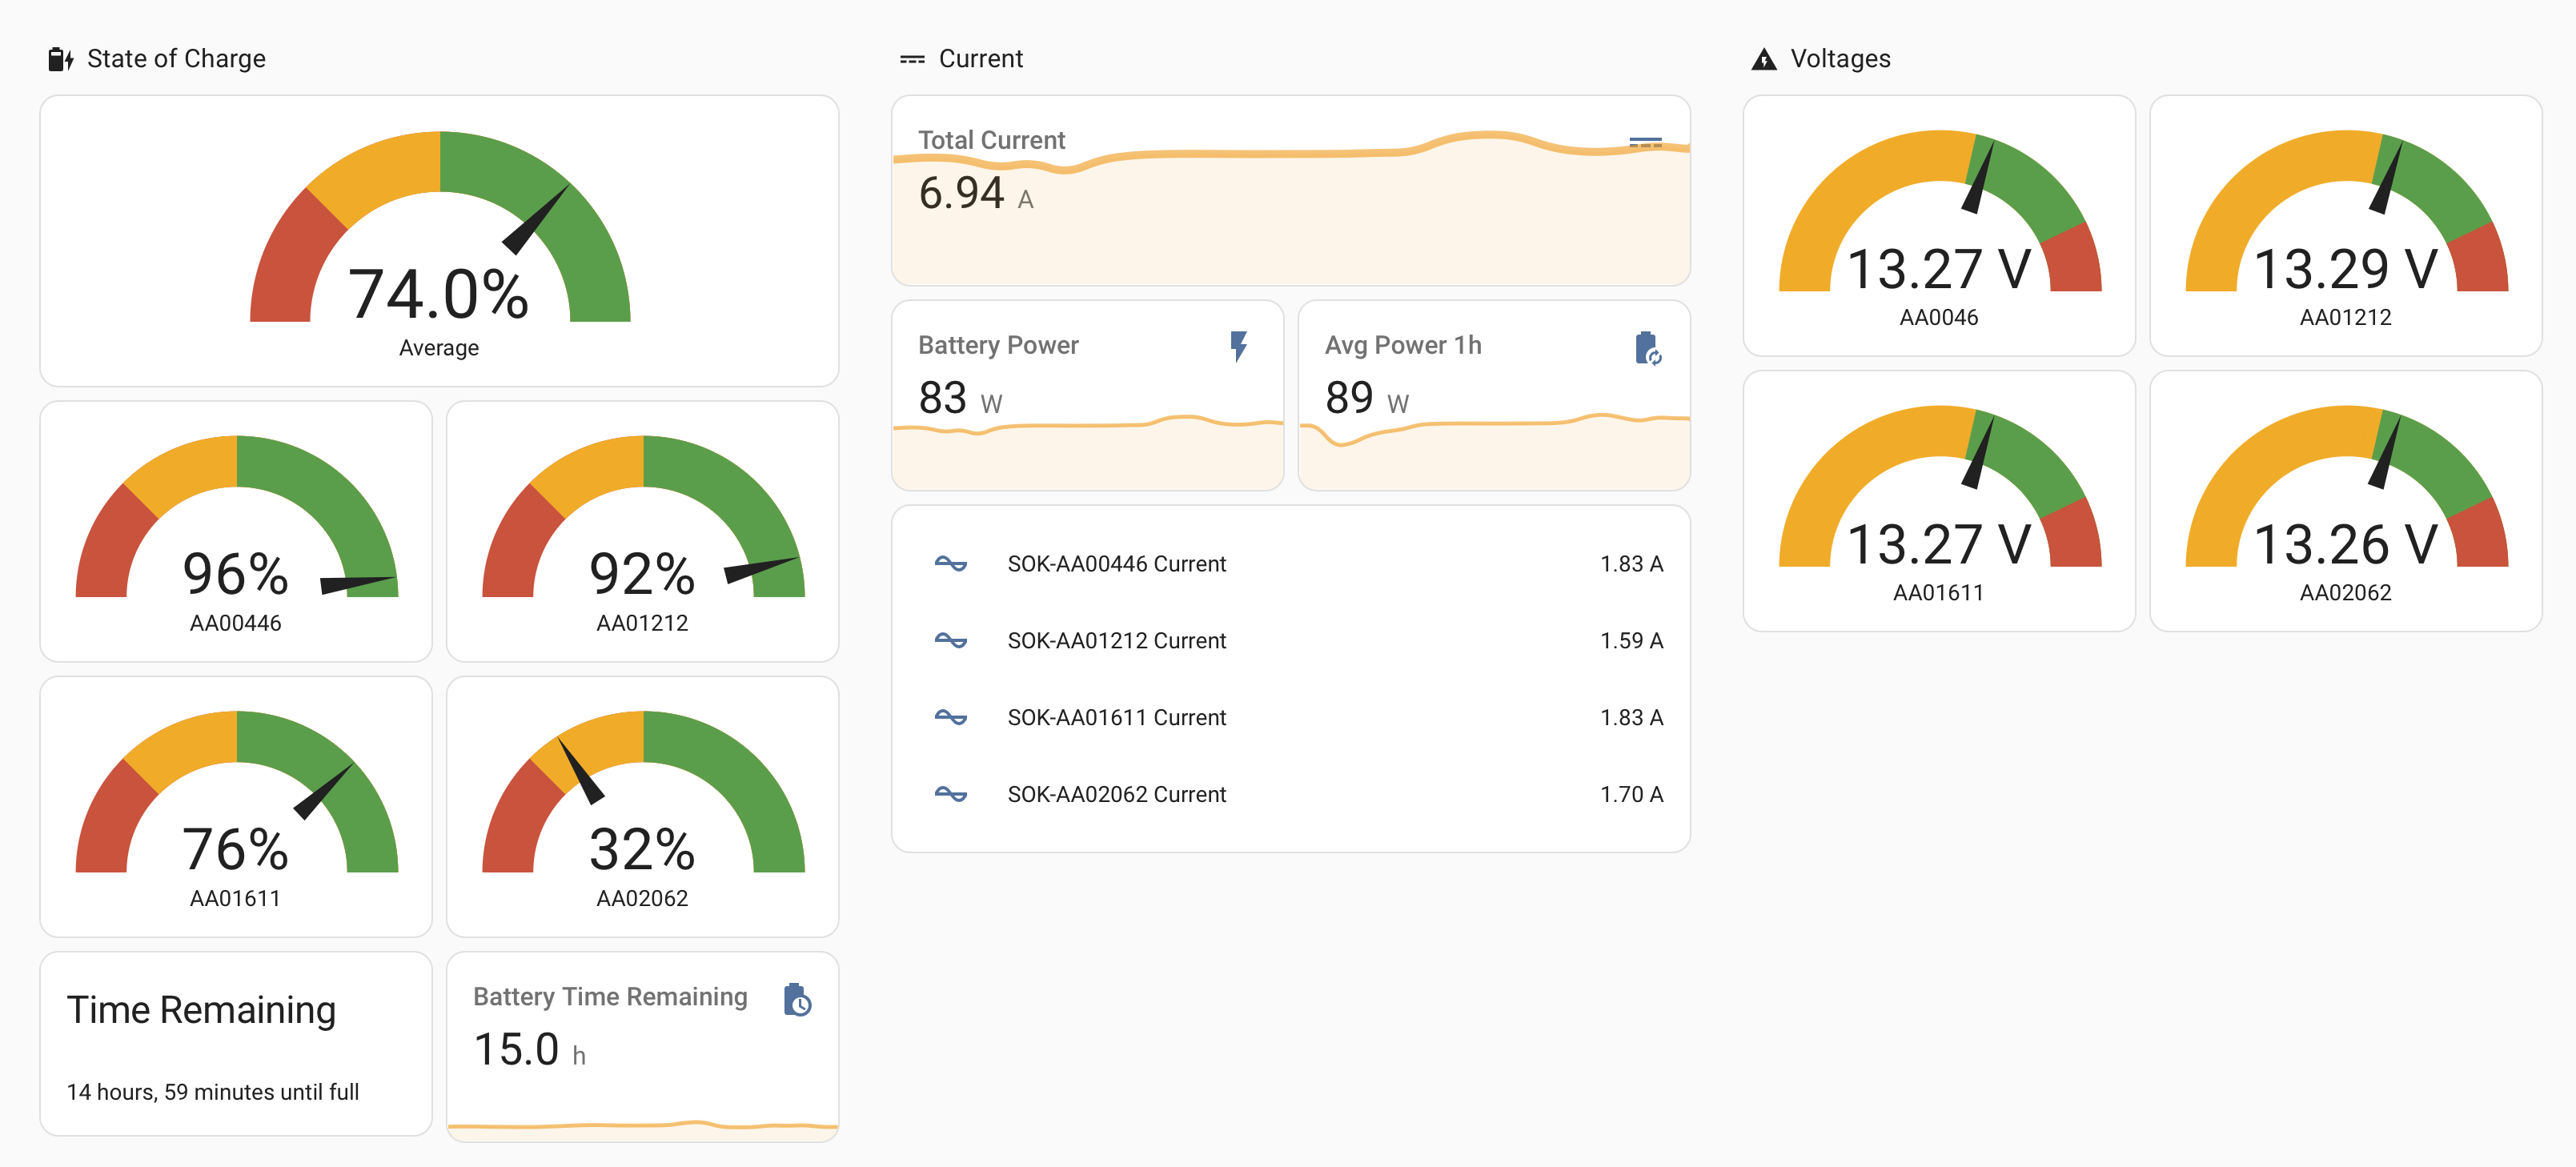 State of Charge
74.0%
Average
96%
AA00446
92%
AA01212
76%
AA01611
32%
AA02062
Time Remaining
14 hours, 59 minutes until full
Battery Time Remaining
15.0 h
Current
Total Current
6.94 A
Battery Power
83 W
Avg Power 1h
89 W
SOK-AA00446 Current 1.83 A
SOK-AA01212 Current 1.59 A
SOK-AA01611 Current 1.83 A
SOK-AA02062 Current 1.70 A
Voltages
13.27 V
AA0046
13.29 V
AA01212
13.27 V
AA01611
13.26 V
AA02062